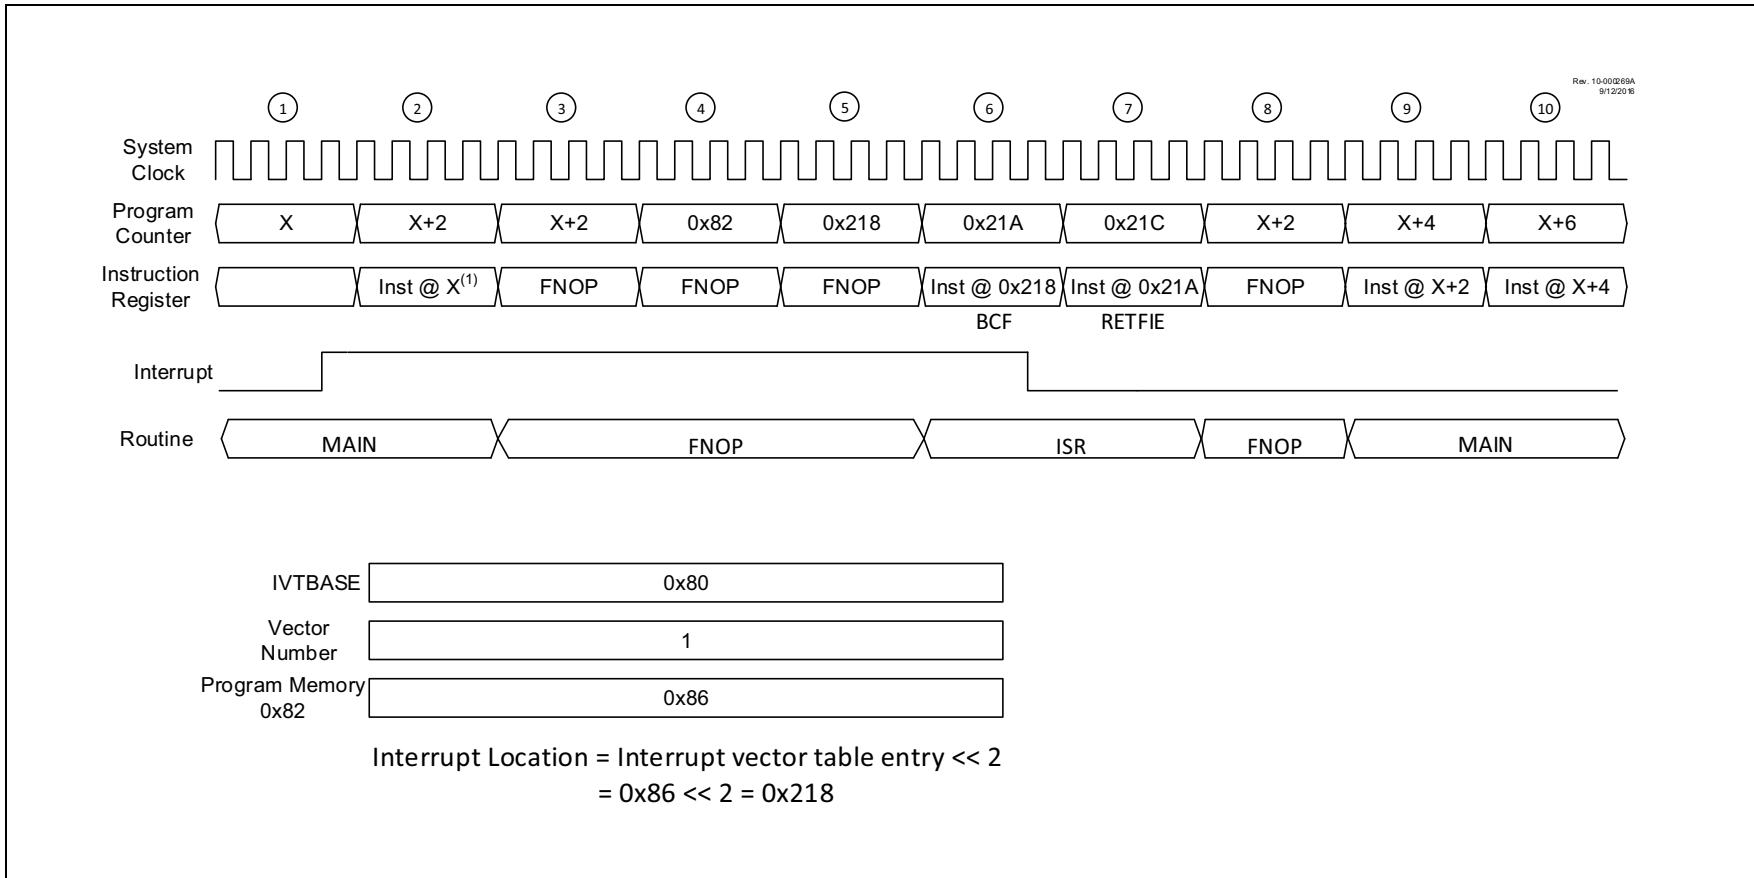 Rev. 10-000269A
9/12/2016
1 2 3 4 5 6 7 8 9 10
System
Clock
Program
Counter
X X+2 X+2 0x82 0x218 0x21A 0x21C X+2 X+4 X+6
Instruction
Register
Inst @ X(1) FNOP FNOP FNOP Inst @ 0x218 Inst @ 0x21A FNOP Inst @ X+2 Inst @ X+4
BCF RETFIE
Interrupt
Routine MAIN FNOP ISR FNOP MAIN
IVTBASE 0x80
Vector
Number
1
Program Memory
0x82
0x86
Interrupt Location = Interrupt vector table entry << 2
= 0x86 << 2 = 0x218